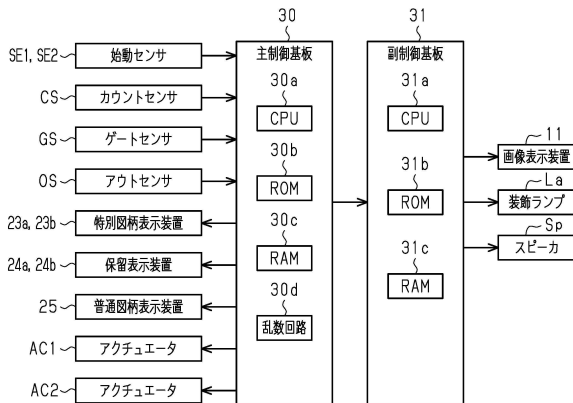 30
31
主制御基板
副制御基板
SE1, SE2
始動センサ
CS
カウントセンサ
GS
ゲートセンサ
OS
アウトセンサ
23a, 23b
特別図柄表示装置
24a, 24b
保留表示装置
25
普通図柄表示装置
AC1
アクチュエータ
AC2
アクチュエータ
30a
CPU
30b
ROM
30c
RAM
30d
乱数回路
31a
CPU
31b
ROM
31c
RAM
11
画像表示装置
La
装飾ランプ
Sp
スピーカ